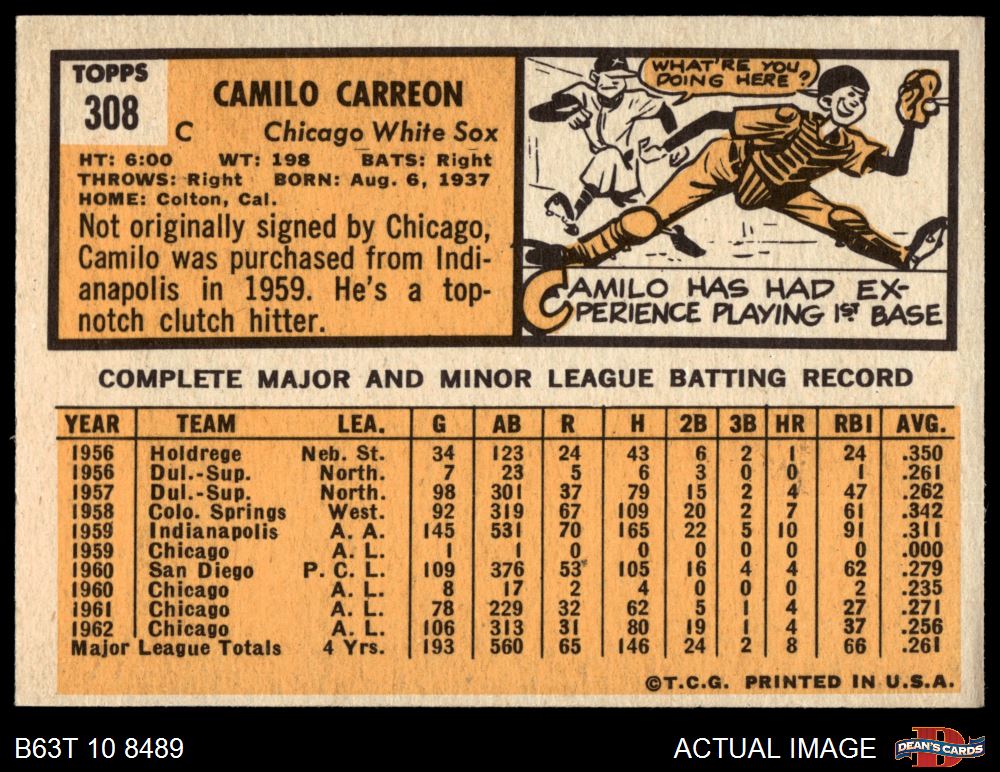 TOPPS
308
CAMILO CARREON
C Chicago White Sox
HT: 6:00 WT: 198 BATS: Right
THROWS: Right BORN: Aug. 6, 1937
HOME: Colton, Cal.
Not originally signed by Chicago,
Camilo was purchased from Indi-
anapolis in 1959. He's a top-
notch clutch hitter.
WHAT'RE YOU
DOING HERE?
CAMILO HAS HAD EX-
PERIENCE PLAYING 1ST BASE
COMPLETE MAJOR AND MINOR LEAGUE BATTING RECORD
YEAR TEAM LEA. G AB R H 2B 3B HR RBI AVG.
1956 Holdrege Neb. St. 34 123 24 43 6 2 1 24 .350
1956 Dul.-Sup. North. 7 23 5 6 3 0 0 1 .261
1957 Dul.-Sup. North. 98 301 37 79 15 2 4 47 .262
1958 Colo. Springs West. 92 319 67 109 20 2 7 61 .342
1959 Indianapolis A. A. 145 531 70 165 22 5 10 91 .311
1959 Chicago A. L. 1 1 0 0 0 0 0 0 .000
1960 San Diego P. C. L. 109 376 53 105 16 4 4 62 .279
1960 Chicago A. L. 8 17 2 4 0 0 0 2 .235
1961 Chicago A. L. 78 229 32 62 5 1 4 27 .271
1962 Chicago A. L. 106 313 31 80 19 1 4 37 .256
Major League Totals 4 Yrs. 193 560 65 146 24 2 8 66 .261
©T.C.G. PRINTED IN U.S.A.
B63T 10 8489
ACTUAL IMAGE
D
DEAN'S CARDS